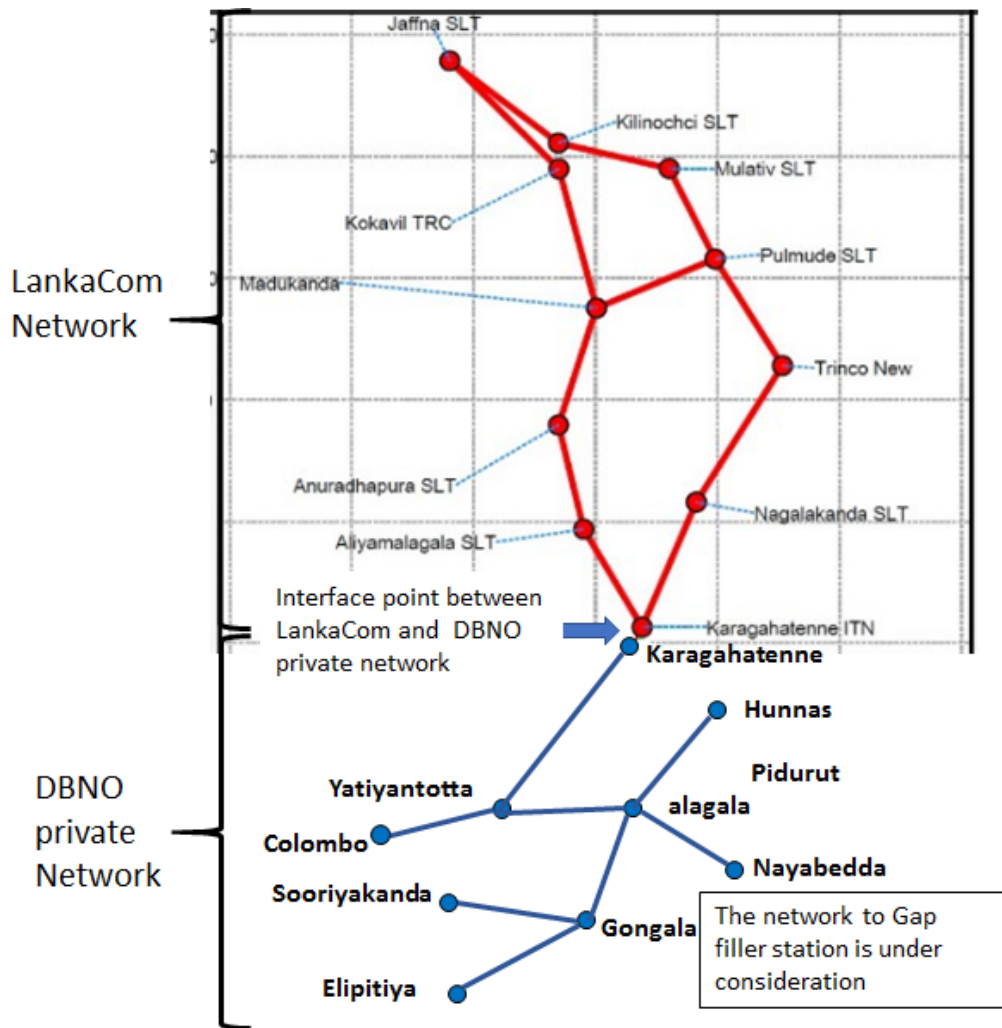 Jaffna SLT
Kilinochci SLT
Mulativ SLT
Kokavil TRC
Pulmude SLT
Madukanda
LankaCom
Network
Trinco New
Anuradhapura SLT
Nagalakanda SLT
Aliyamalagala SLT
Interface point between
LankaCom and DBNO
private network
Karagahatenne ITN
Karagahatenne
Hunnas
Pidurut
alagala
Yatiyantotta
DBNO
private
Network
Colombo
Nayabedda
Sooriyakanda
Gongala
The network to Gap
filler station is under
consideration
Elipitiya